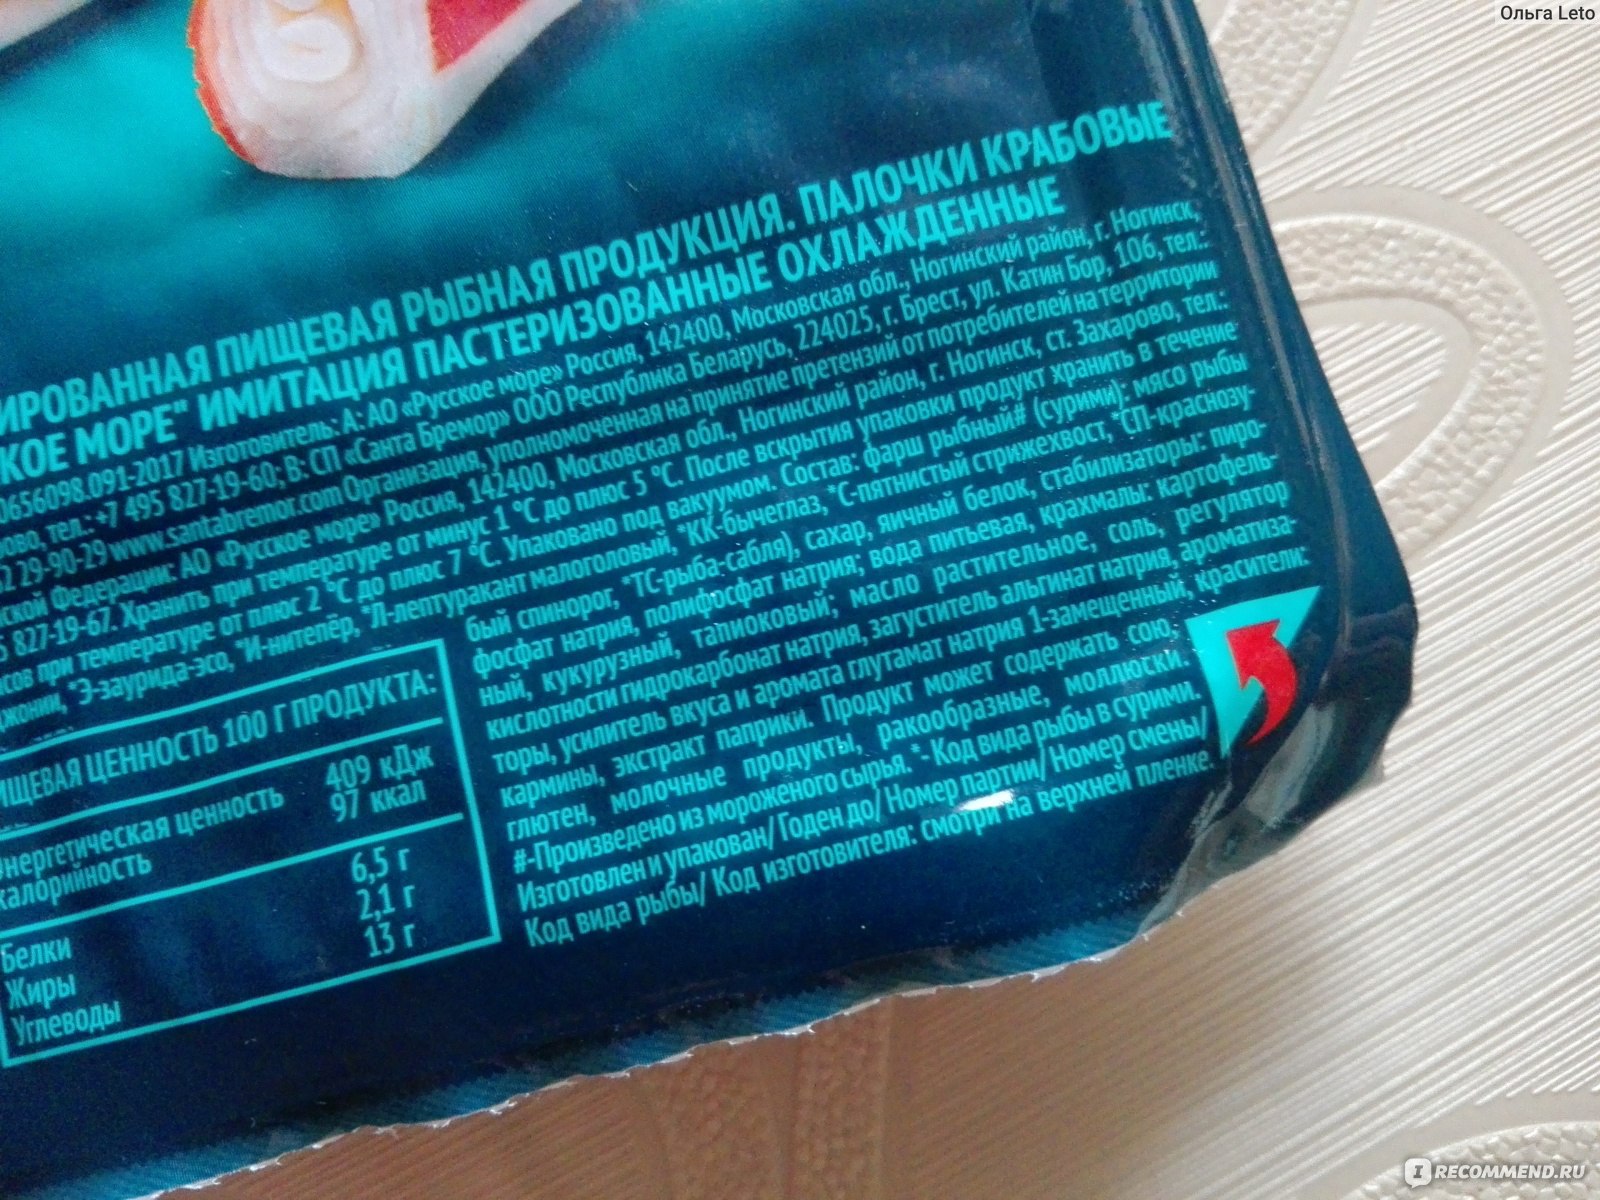 Ольга Leto
ИРОВАННАЯ ПИЩЕВАЯ РЫБНАЯ ПРОДУКЦИЯ. ПАЛОЧКИ КРАБОВЫЕ
КОЕ МОРЕ" ИМИТАЦИЯ ПАСТЕРИЗОВАННЫЕ ОХЛАЖДЕННЫЕ
0656098.091-2017 Изготовитель: А: АО «Русское море» Россия, 142400, Московская обл., Ногинский район, г. Ногинск,
рово, тел.: +7 495 827-19-60; В: СП «Санта Бремор» ООО Республика Беларусь, 224025, г. Брест, ул. Катин Бор, 106, тел.:
2 29-90-29 www.santabremor.com Организация, уполномоченная на принятие претензий от потребителей на территории
ской Федерации: АО «Русское море» Россия, 142400, Московская обл., Ногинский район, г. Ногинск, ст. Захарово, тел.:
5 827-19-67. Хранить при температуре от минус 1 °С до плюс 5 °С. После вскрытия упаковки продукт хранить в течение
сов при температуре от плюс 2 °С до плюс 7 °С. Упаковано под вакуумом. Состав: фарш рыбный# (сурими): мясо рыбы
джонии, *Э-заурида-эсо, *И-нитепёр, *Л-лептуракант малоголовый, *КК-бычеглаз, *С-пятнистый стрижехвост, *СП-краснозу-
бый спинорог, *ТС-рыба-сабля), сахар, яичный белок, стабилизаторы: пиро-
фосфат натрия, полифосфат натрия; вода питьевая, крахмалы: картофель-
ный, кукурузный, тапиоковый; масло растительное, соль, регулятор
кислотности гидрокарбонат натрия, загуститель альгинат натрия, ароматиза-
торы, усилитель вкуса и аромата глутамат натрия 1-замещенный, красители:
кармины, экстракт паприки. Продукт может содержать сою,
глютен, молочные продукты, ракообразные, моллюски.
#-Произведено из мороженого сырья. *- Код вида рыбы в сурими.
Изготовлен и упакован/ Годен до/ Номер партии/ Номер смены/
Код вида рыбы/ Код изготовителя: смотри на верхней пленке.
ИЩЕВАЯ ЦЕННОСТЬ 100 Г ПРОДУКТА:
Энергетическая ценность 409 кДж
калорийность 97 ккал
Белки 6,5 г
Жиры 2,1 г
Углеводы 13 г
IRECOMMEND.RU